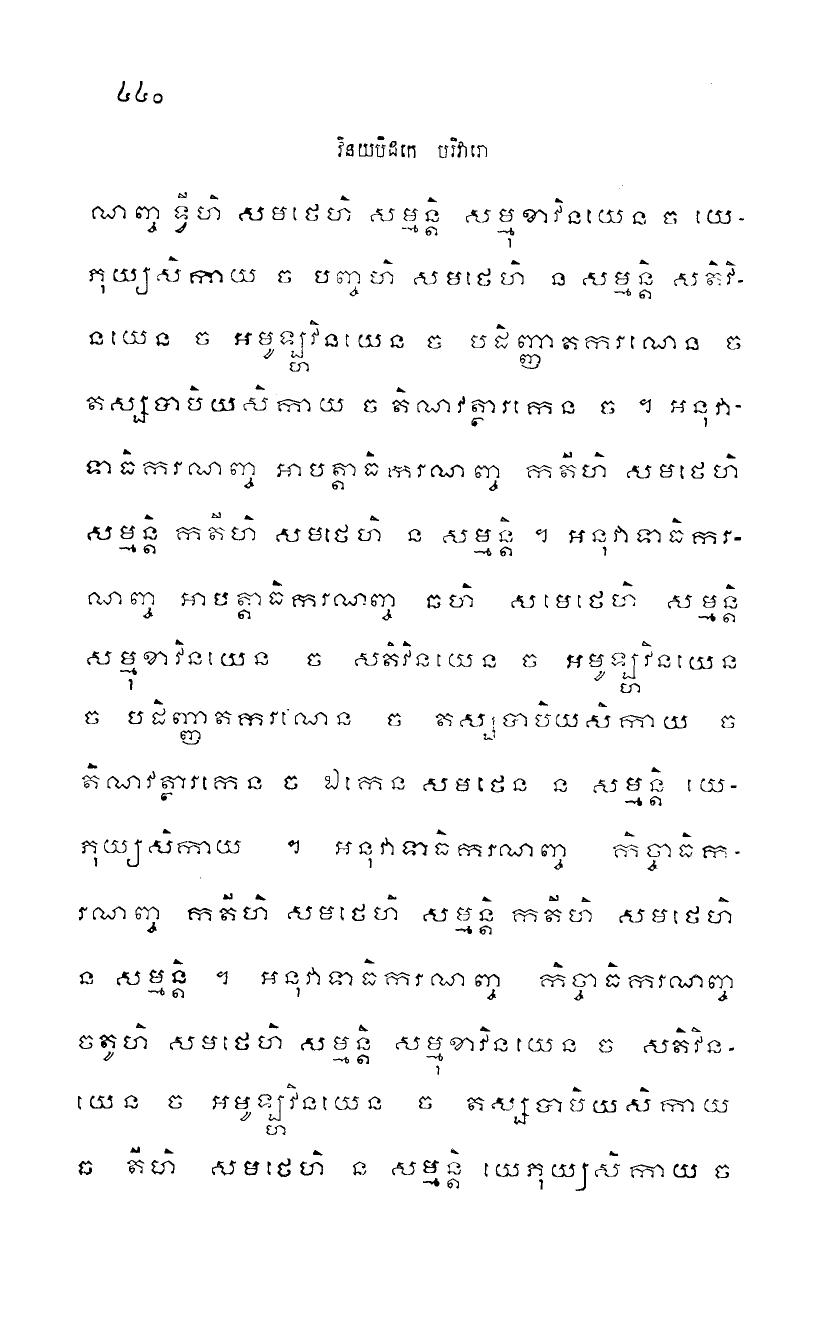 ៤៤០
វិនយបិដកេ បរិវារោ
ណញ្ច ទ្វីហិ សមថេហិ សម្មន្តិ សម្មុខាវិនយេន ច យេ-
ភុយ្យសិកាយ ច បញ្ចហិ សមថេហិ ន សម្មន្តិ សតិវិ-
នយេន ច អមូឡ្ហវិនយេន ច បដិញ្ញាតករណេន ច
តស្សបាបិយសិកាយ ច តិណវត្ថារកេន ច ។ អនុវា-
ទាធិករណញ្ច អាបត្តាធិករណញ្ច កតីហិ សមថេហិ
សម្មន្តិ កតីហិ សមថេហិ ន សម្មន្តិ ។ អនុវាទាធិករ-
ណញ្ច អាបត្តាធិករណញ្ច ឆហិ សមថេហិ សម្មន្តិ
សម្មុខាវិនយេន ច សតិវិនយេន ច អមូឡ្ហវិនយេន
ច បដិញ្ញាតករណេន ច តស្សបាបិយសិកាយ ច
តិណវត្ថារកេន ច ឯកេន សមថេន ន សម្មន្តិ យេ-
ភុយ្យសិកាយ ។ អនុវាទាធិករណញ្ច កិច្ចាធិក-
រណញ្ច កតីហិ សមថេហិ សម្មន្តិ កតីហិ សមថេហិ
ន សម្មន្តិ ។ អនុវាទាធិករណញ្ច កិច្ចាធិករណញ្ច
ចតូហិ សមថេហិ សម្មន្តិ សម្មុខាវិនយេន ច សតិវិន-
យេន ច អមូឡ្ហវិនយេន ច តស្សបាបិយសិកាយ
ច តីហិ សមថេហិ ន សម្មន្តិ យេភុយ្យសិកាយ ច